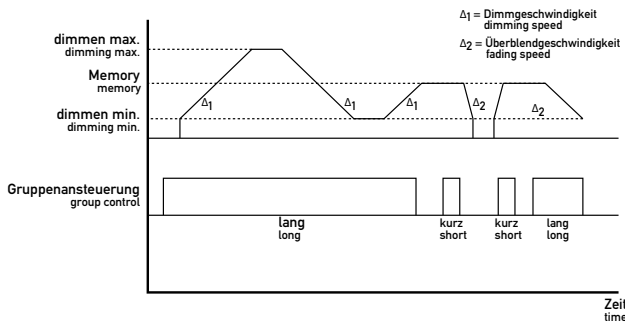 Δ1 = Dimmgeschwindigkeit
dimming speed
Δ2 = Überblendgeschwindigkeit
fading speed
dimmen max.
dimming max.
Memory
memory
dimmen min.
dimming min.
Δ1
Δ1
Δ1
Δ2
Δ2
Gruppenansteuerung
group control
lang
long
kurz
short
kurz
short
lang
long
Zeit
time